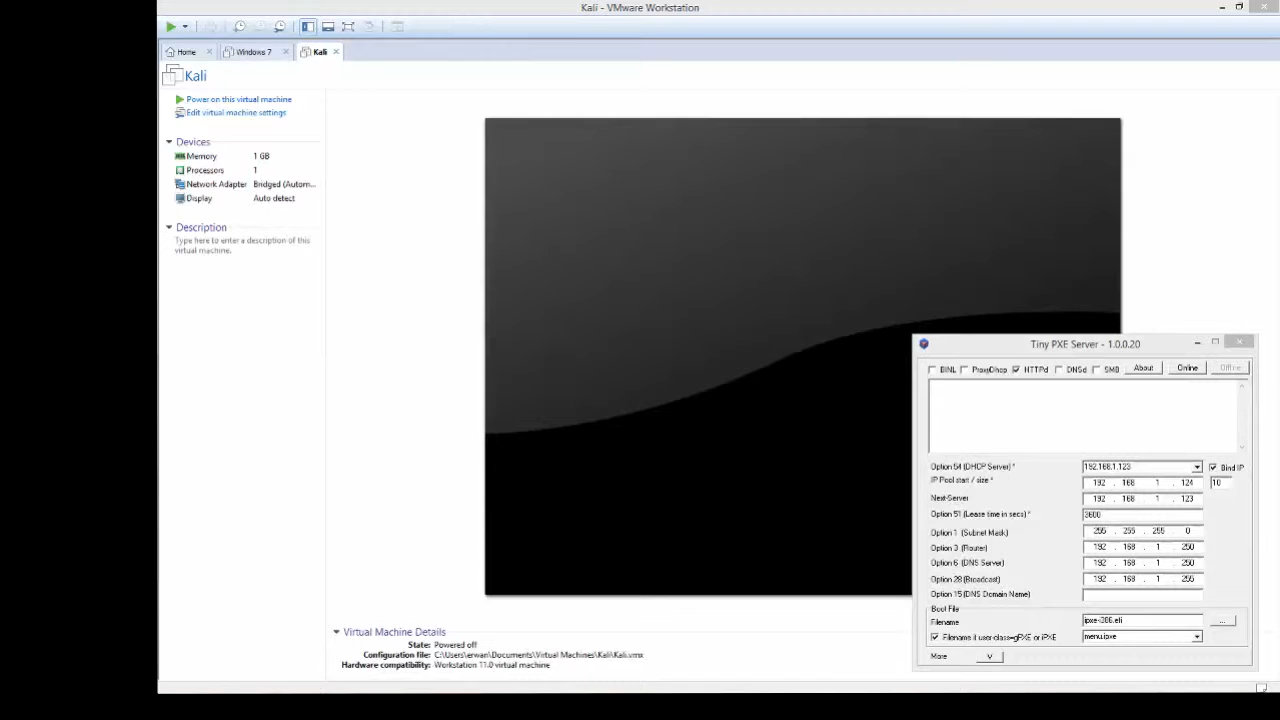 Kali - VMware Workstation
Home
Windows 7
Kali
Kali
Power on this virtual machine
Edit virtual machine settings
Devices
Memory 1 GB
Processors 1
Network Adapter Bridged (Autom...
Display Auto detect
Description
Type here to enter a description of this
virtual machine.
Tiny PXE Server - 1.0.0.20
BINL ProxyDhcp HTTPd DNSd SMB About Online Offline
Option 54 (DHCP Server) * 192.168.1.123 Bind IP
IP Pool start / size * 192 . 168 . 1 . 124 10
Next-Server 192 . 168 . 1 . 123
Option 51 (Lease time in secs) * 3600
Option 1 (Subnet Mask) 255 . 255 . 255 . 0
Option 3 (Router) 192 . 168 . 1 . 250
Option 6 (DNS Server) 192 . 168 . 1 . 250
Option 28 (Broadcast) 192 . 168 . 1 . 255
Option 15 (DNS Domain Name)
Boot File
Filename ipxe-i386.efi ...
Filename if user-class=gPXE or iPXE menu.ipxe
More V
Virtual Machine Details
State: Powered off
Configuration file: C:\Users\erwan\Documents\Virtual Machines\Kali\Kali.vmx
Hardware compatibility: Workstation 11.0 virtual machine